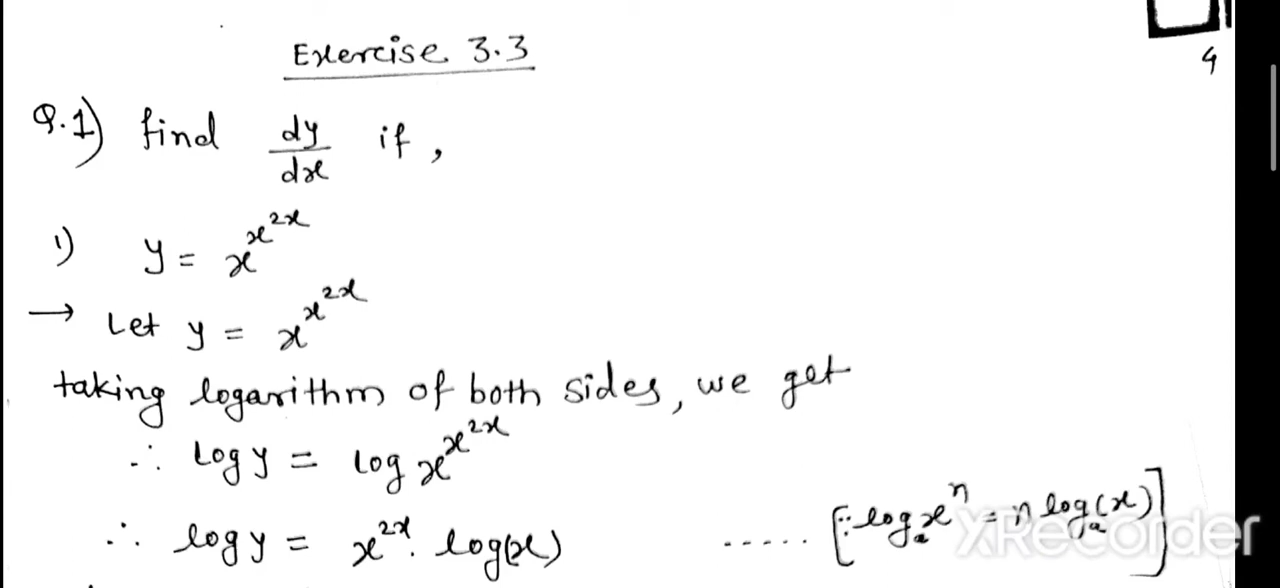 Exercise 3.3
4
Q.1) find dy/dx if,
1) y = x^x^2x
→ Let y = x^x^2x
taking logarithm of both sides, we get
∴ log y = log x^x^2x
∴ log y = x^2x . log(x) ..... [∵ log_a x^n = n log_a (x)]
XRecorder